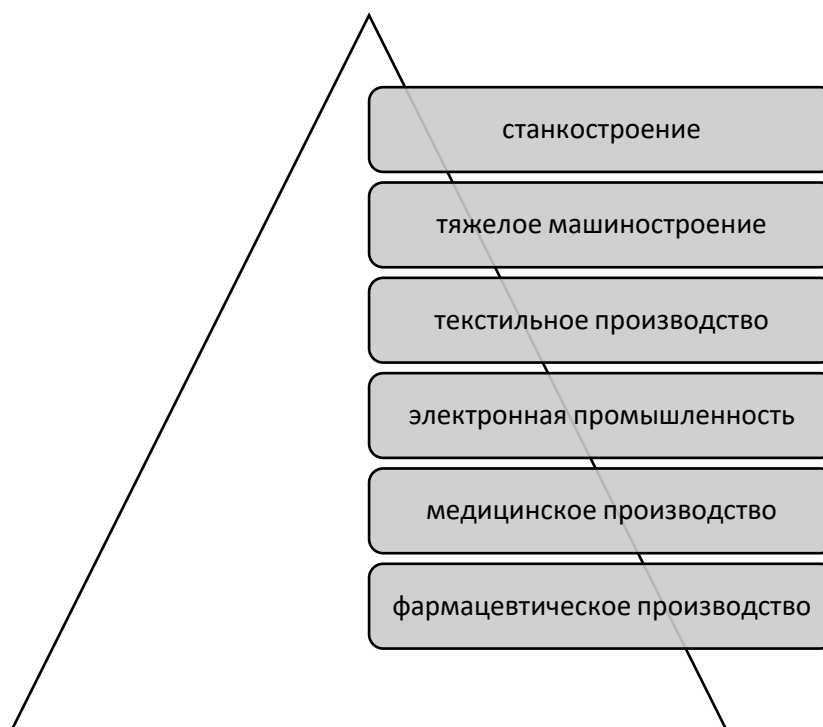 станкостроение
тяжелое машиностроение
текстильное производство
электронная промышленность
медицинское производство
фармацевтическое производство